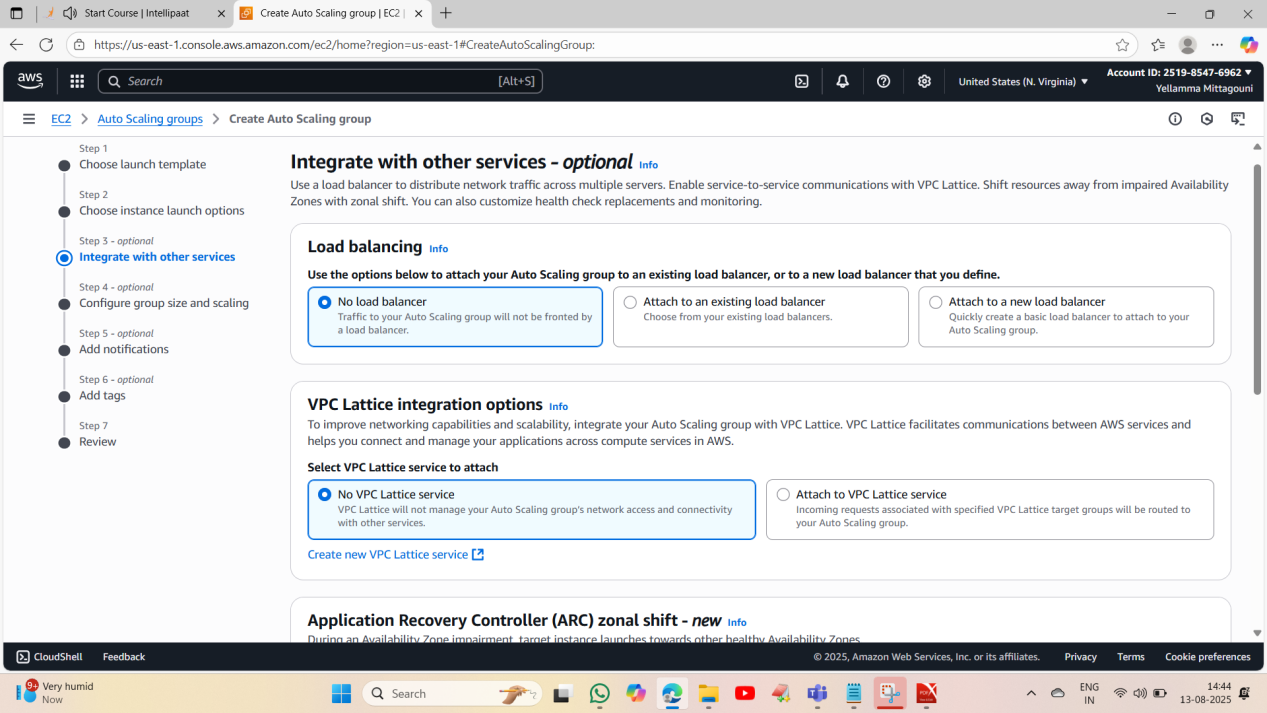 Start Course | Intellipaat
Create Auto Scaling group | EC2 |
https://us-east-1.console.aws.amazon.com/ec2/home?region=us-east-1#CreateAutoScalingGroup:
aws
Search
[Alt+S]
United States (N. Virginia)
Account ID: 2519-8547-6962
Yellamma Mittagouni
EC2
Auto Scaling groups
Create Auto Scaling group
Step 1
Choose launch template
Step 2
Choose instance launch options
Step 3 - optional
Integrate with other services
Step 4 - optional
Configure group size and scaling
Step 5 - optional
Add notifications
Step 6 - optional
Add tags
Step 7
Review
Integrate with other services - optional Info
Use a load balancer to distribute network traffic across multiple servers. Enable service-to-service communications with VPC Lattice. Shift resources away from impaired Availability
Zones with zonal shift. You can also customize health check replacements and monitoring.
Load balancing Info
Use the options below to attach your Auto Scaling group to an existing load balancer, or to a new load balancer that you define.
No load balancer
Traffic to your Auto Scaling group will not be fronted by
a load balancer.
Attach to an existing load balancer
Choose from your existing load balancers.
Attach to a new load balancer
Quickly create a basic load balancer to attach to your
Auto Scaling group.
VPC Lattice integration options Info
To improve networking capabilities and scalability, integrate your Auto Scaling group with VPC Lattice. VPC Lattice facilitates communications between AWS services and
helps you connect and manage your applications across compute services in AWS.
Select VPC Lattice service to attach
No VPC Lattice service
VPC Lattice will not manage your Auto Scaling group's network access and connectivity
with other services.
Attach to VPC Lattice service
Incoming requests associated with specified VPC Lattice target groups will be routed to
your Auto Scaling group.
Create new VPC Lattice service
Application Recovery Controller (ARC) zonal shift - new Info
During an Availability Zone impairment, target instance launches towards other healthy Availability Zones.
CloudShell
Feedback
© 2025, Amazon Web Services, Inc. or its affiliates.
Privacy
Terms
Cookie preferences
9+
Very humid
Now
Search
ENG
IN
14:44
13-08-2025